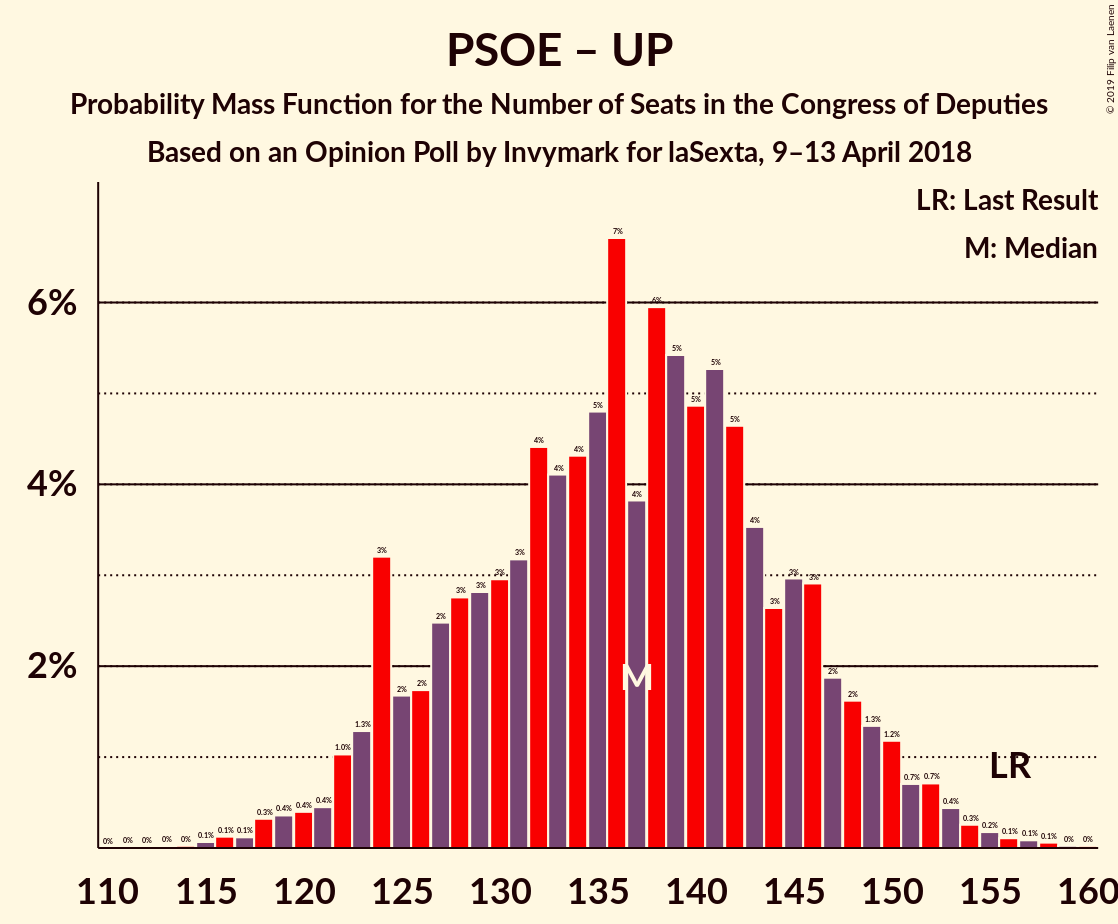 PSOE – UP
Probability Mass Function for the Number of Seats in the Congress of Deputies
Based on an Opinion Poll by Invymark for laSexta, 9–13 April 2018
© 2019 Filip van Laenen
LR: Last Result
M: Median
6%
4%
2%
0% 0% 0% 0% 0% 0.1% 0.1% 0.1% 0.3% 0.4% 0.4% 0.4% 1.0% 1.3% 3% 2% 2% 2% 3% 3% 3% 3% 4% 4% 4% 5% 7% 4% 6% 5% 5% 5% 5% 4% 3% 3% 3% 2% 2% 1.3% 1.2% 0.7% 0.7% 0.4% 0.3% 0.2% 0.1% 0.1% 0.1% 0% 0%
M
LR
110 115 120 125 130 135 140 145 150 155 160